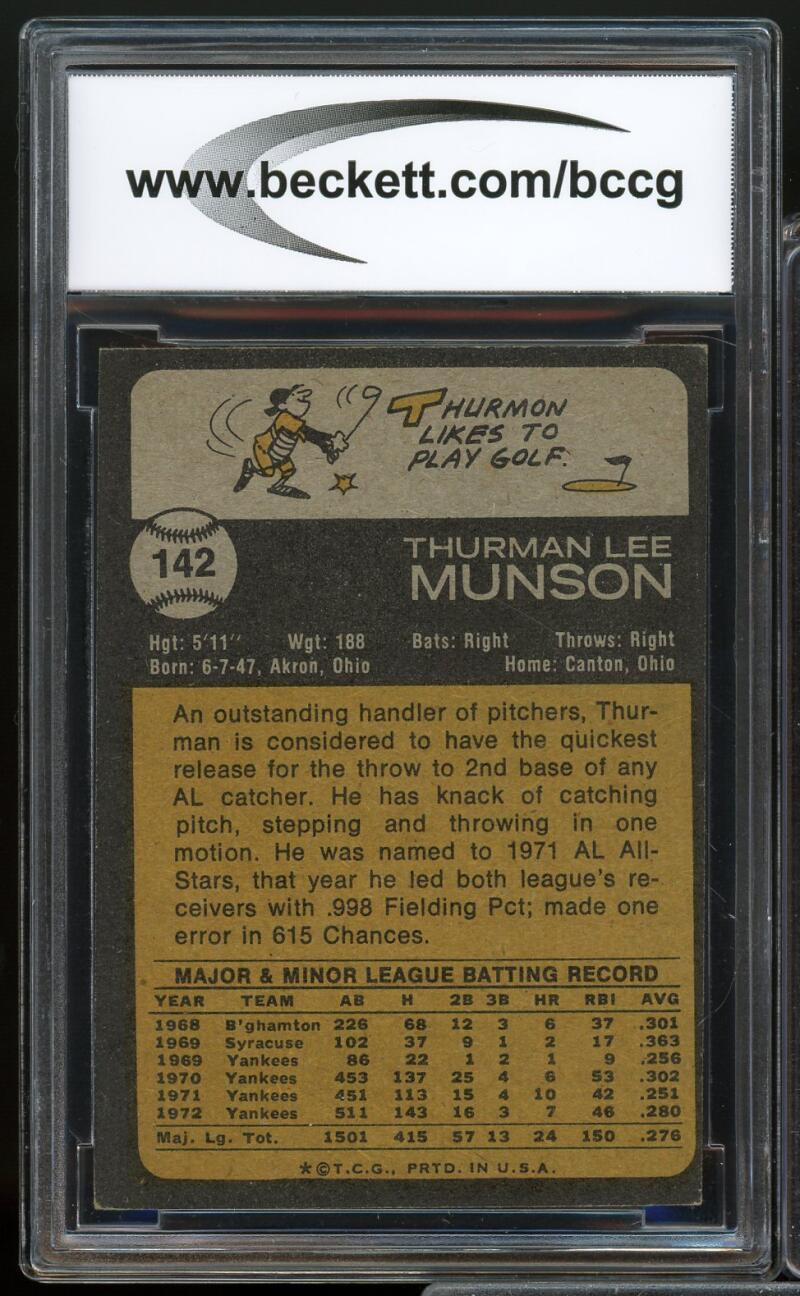 www.beckett.com/bccg
THURMON
LIKES TO
PLAY GOLF.
142
THURMAN LEE
MUNSON
Hgt: 5'11" Wgt: 188 Bats: Right Throws: Right
Born: 6-7-47, Akron, Ohio Home: Canton, Ohio
An outstanding handler of pitchers, Thur-
man is considered to have the quickest
release for the throw to 2nd base of any
AL catcher. He has knack of catching
pitch, stepping and throwing in one
motion. He was named to 1971 AL All-
Stars, that year he led both league's re-
ceivers with .998 Fielding Pct; made one
error in 615 Chances.
MAJOR & MINOR LEAGUE BATTING RECORD
YEAR TEAM AB H 2B 3B HR RBI AVG
1968 B'ghamton 226 68 12 3 6 37 .301
1969 Syracuse 102 37 9 1 2 17 .363
1969 Yankees 86 22 1 2 1 9 .256
1970 Yankees 453 137 25 4 6 53 .302
1971 Yankees 451 113 15 4 10 42 .251
1972 Yankees 511 143 16 3 7 46 .280
Maj. Lg. Tot. 1501 415 57 13 24 150 .276
*©T.C.G., PRTD. IN U.S.A.